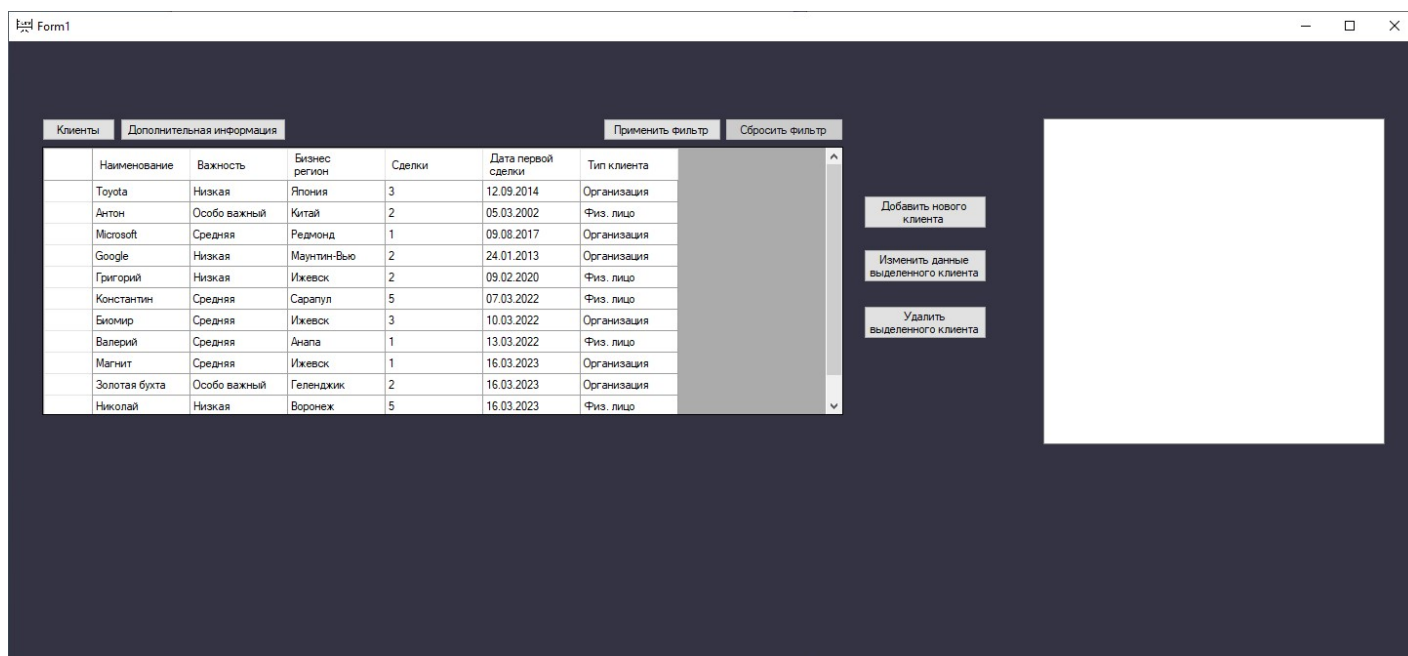 Form1
Клиенты Дополнительная информация Применить фильтр Сбросить фильтр
Наименование Важность Бизнес регион Сделки Дата первой сделки Тип клиента
Toyota Низкая Япония 3 12.09.2014 Организация
Антон Особо важный Китай 2 05.03.2002 Физ. лицо
Microsoft Средняя Редмонд 1 09.08.2017 Организация
Google Низкая Маунтин-Вью 2 24.01.2013 Организация
Григорий Низкая Ижевск 2 09.02.2020 Физ. лицо
Константин Средняя Сарапул 5 07.03.2022 Физ. лицо
Биомир Средняя Ижевск 3 10.03.2022 Организация
Валерий Средняя Анапа 1 13.03.2022 Физ. лицо
Магнит Средняя Ижевск 1 16.03.2023 Организация
Золотая бухта Особо важный Геленджик 2 16.03.2023 Организация
Николай Низкая Воронеж 5 16.03.2023 Физ. лицо
Добавить нового
клиента
Изменить данные
выделенного клиента
Удалить
выделенного клиента